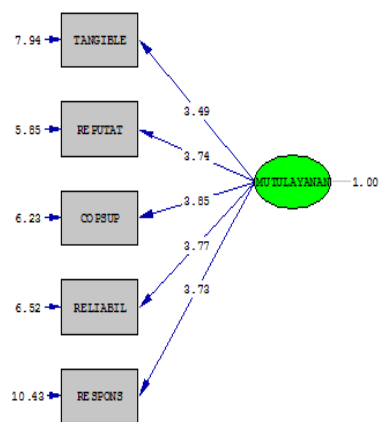 7.94 TANGIBLE
3.49
5.85 REPUTAT
3.74
MUTULAYANAN 1.00
3.85
6.23 COPSUP
3.77
6.52 RELIABIL
3.73
10.43 RESPONS